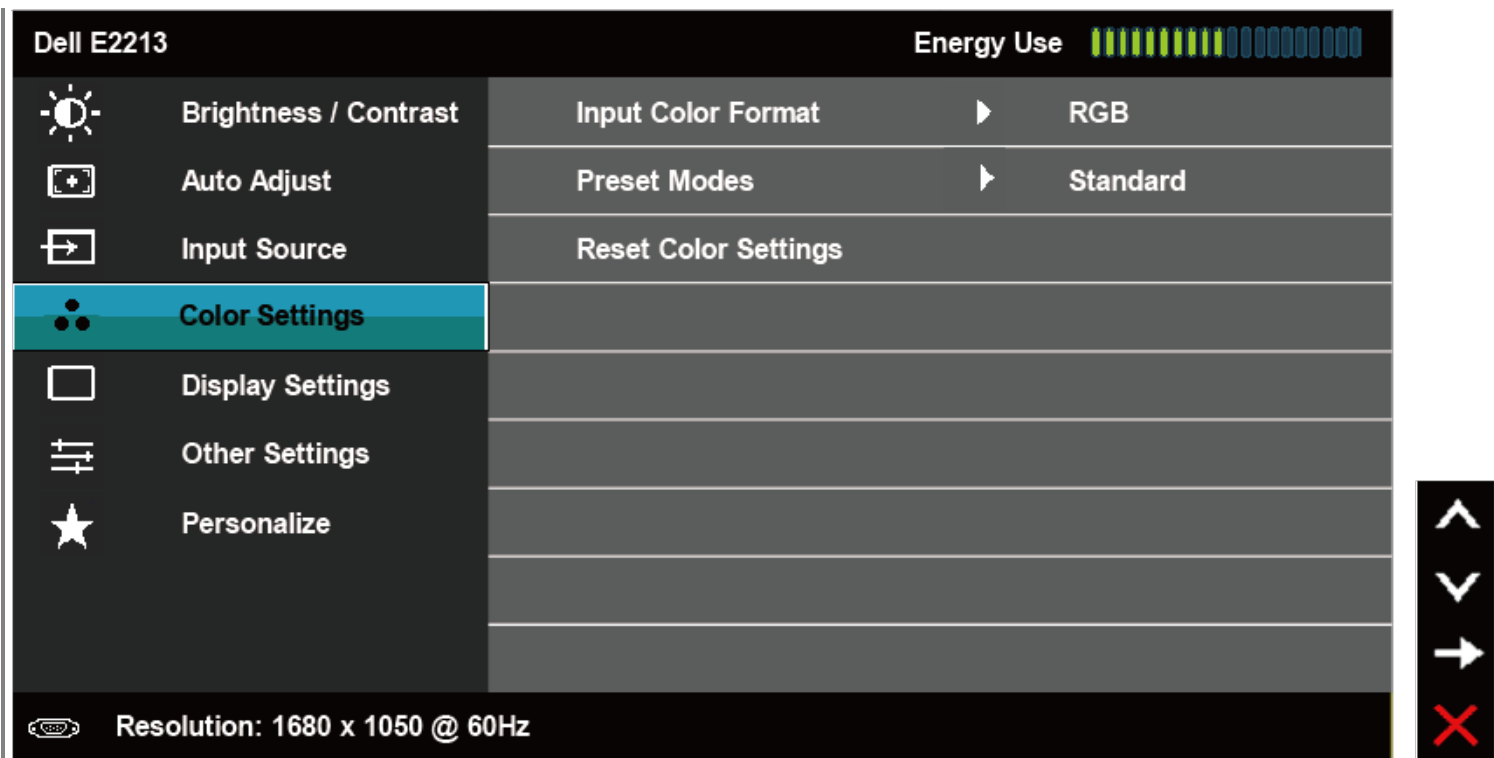 Dell E2213 Energy Use
Brightness / Contrast Input Color Format RGB
Auto Adjust Preset Modes Standard
Input Source Reset Color Settings
Color Settings
Display Settings
Other Settings
Personalize
Resolution: 1680 x 1050 @ 60Hz